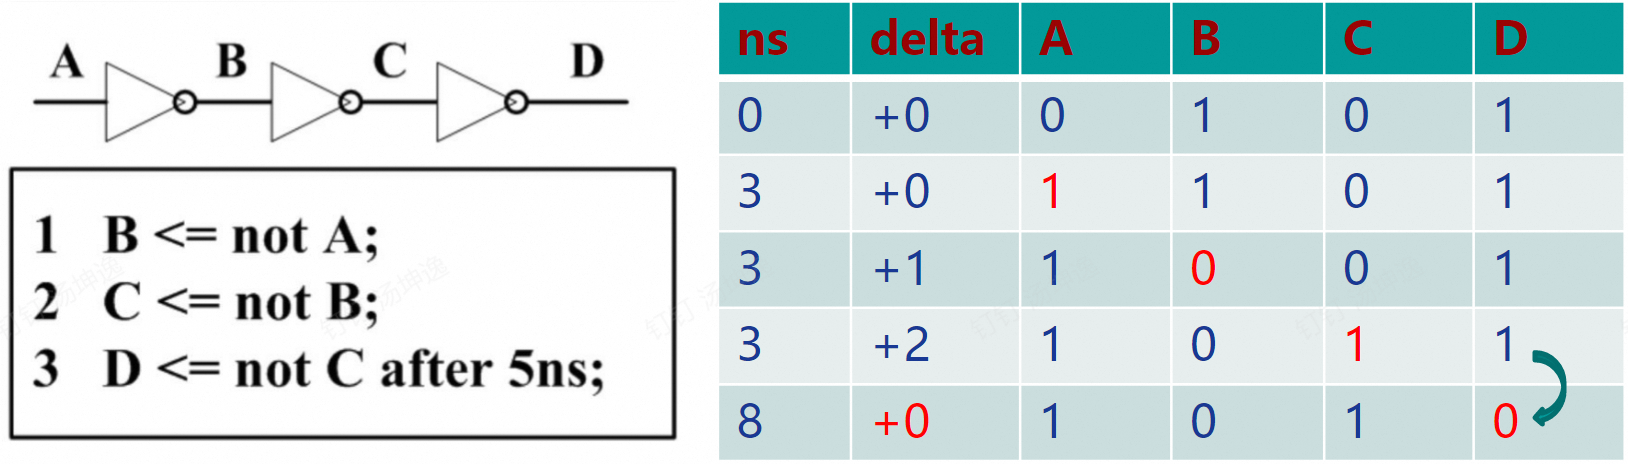 A B C D
1 B <= not A;
2 C <= not B;
3 D <= not C after 5ns;
ns delta A B C D
0 +0 0 1 0 1
3 +0 1 1 0 1
3 +1 1 0 0 1
3 +2 1 0 1 1
8 +0 1 0 1 0